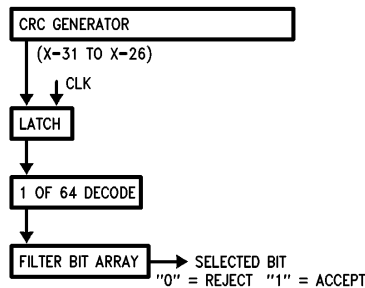 CRC GENERATOR
(X-31 TO X-26)
CLK
LATCH
1 OF 64 DECODE
FILTER BIT ARRAY
SELECTED BIT
"0" = REJECT "1" = ACCEPT